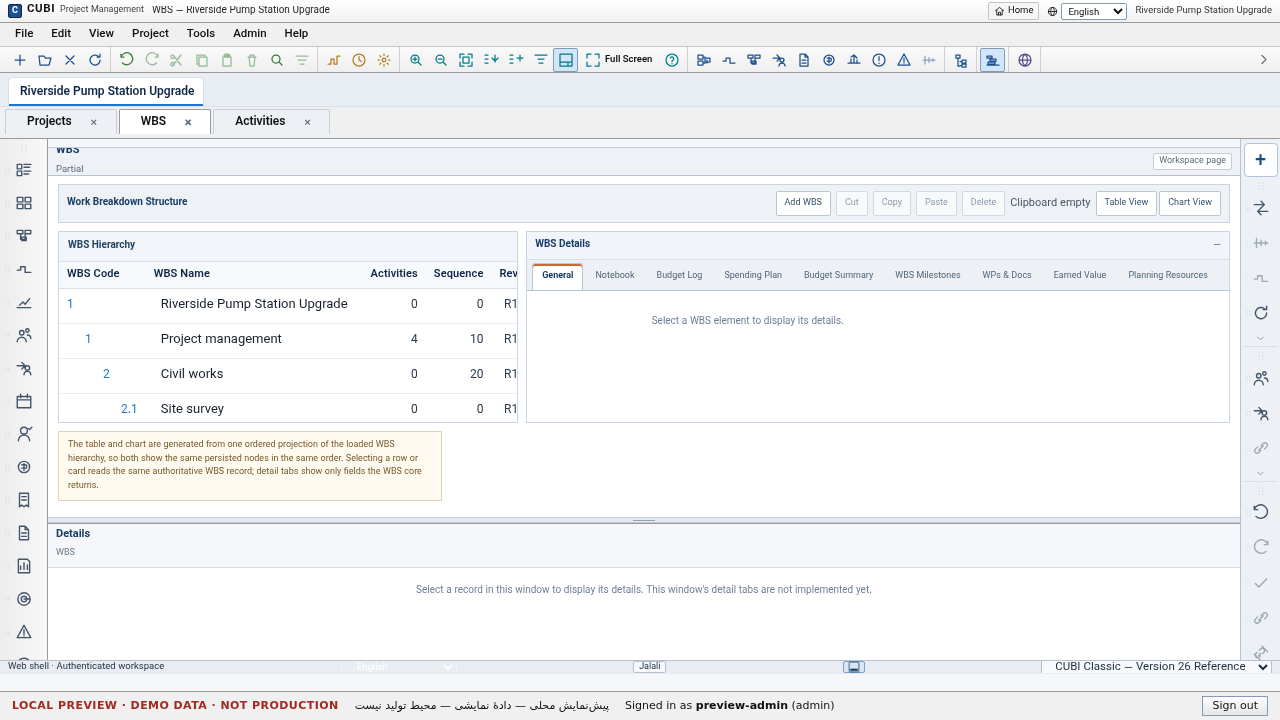 C CUBI Project Management WBS — Riverside Pump Station Upgrade Home English Riverside Pump Station Upgrade
File Edit View Project Tools Admin Help
Full Screen
Riverside Pump Station Upgrade
Projects × WBS × Activities ×
WBS
Partial
Workspace page
Work Breakdown Structure Add WBS Cut Copy Paste Delete Clipboard empty Table View Chart View
WBS Hierarchy
WBS Code WBS Name Activities Sequence Rev
1 Riverside Pump Station Upgrade 0 0 R1
1 Project management 4 10 R1
2 Civil works 0 20 R1
2.1 Site survey 0 0 R1
WBS Details –
General Notebook Budget Log Spending Plan Budget Summary WBS Milestones WPs & Docs Earned Value Planning Resources
Select a WBS element to display its details.
The table and chart are generated from one ordered projection of the loaded WBS
hierarchy, so both show the same persisted nodes in the same order. Selecting a row or
card reads the same authoritative WBS record; detail tabs show only fields the WBS core
returns.
Details
WBS
Select a record in this window to display its details. This window's detail tabs are not implemented yet.
Web shell · Authenticated workspace English Jalali CUBI Classic — Version 26 Reference
LOCAL PREVIEW · DEMO DATA · NOT PRODUCTION پیش‌نمایش محلی — دادهٔ نمایشی — محیط تولید نیست Signed in as preview-admin (admin) Sign out